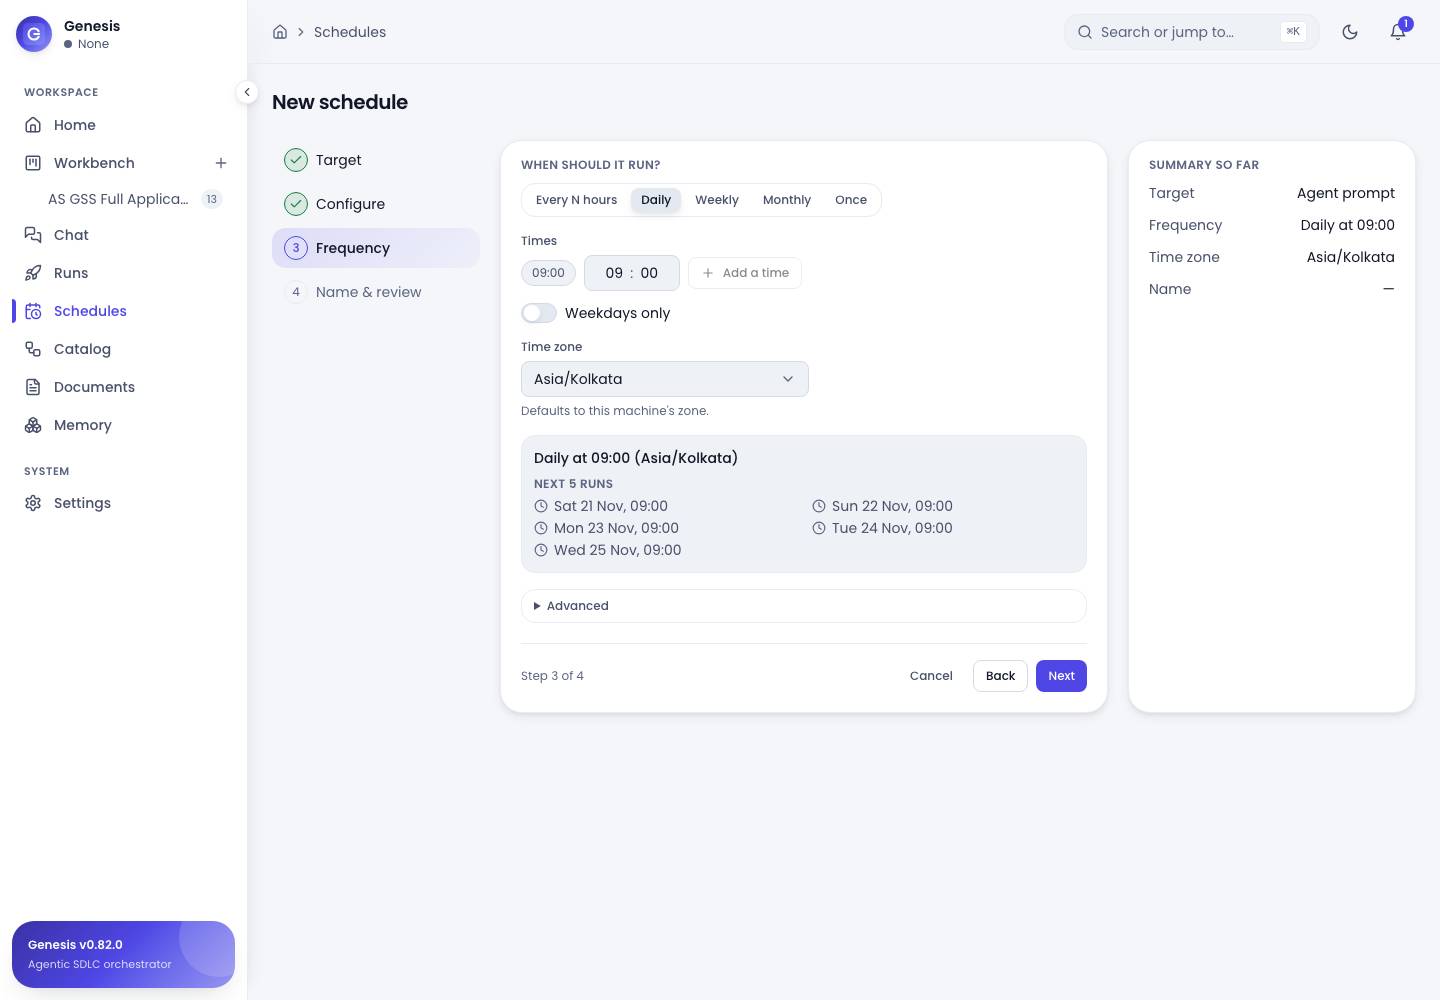 Genesis
None
WORKSPACE
Home
Workbench
AS GSS Full Applica... 13
Chat
Runs
Schedules
Catalog
Documents
Memory
SYSTEM
Settings
Genesis v0.82.0
Agentic SDLC orchestrator
Schedules
Search or jump to... ⌘K
1
New schedule
Target
Configure
3 Frequency
4 Name & review
WHEN SHOULD IT RUN?
Every N hours Daily Weekly Monthly Once
Times
09:00 09 : 00 + Add a time
Weekdays only
Time zone
Asia/Kolkata
Defaults to this machine's zone.
Daily at 09:00 (Asia/Kolkata)
NEXT 5 RUNS
Sat 21 Nov, 09:00 Sun 22 Nov, 09:00
Mon 23 Nov, 09:00 Tue 24 Nov, 09:00
Wed 25 Nov, 09:00
Advanced
Step 3 of 4 Cancel Back Next
SUMMARY SO FAR
Target Agent prompt
Frequency Daily at 09:00
Time zone Asia/Kolkata
Name —